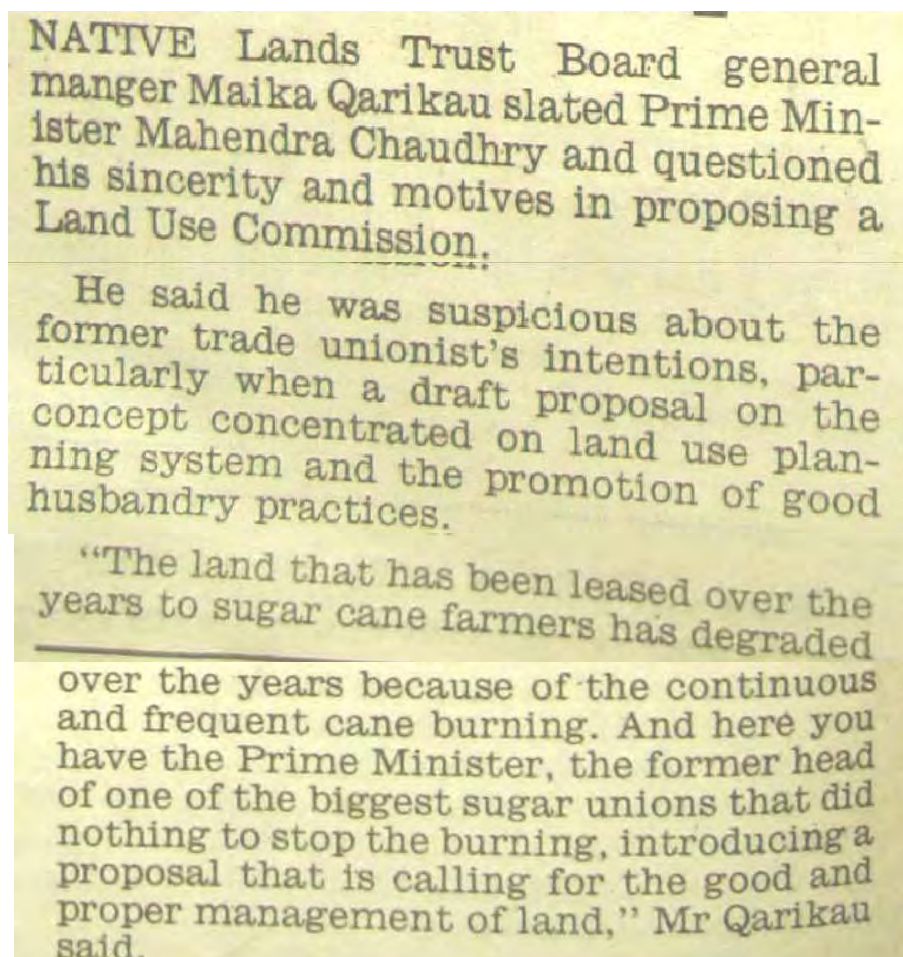 NATIVE Lands Trust Board general
manger Maika Qarikau slated Prime Min-
ister Mahendra Chaudhry and questioned
his sincerity and motives in proposing a
Land Use Commission.
He said he was suspicious about the
former trade unionist's intentions, par-
ticularly when a draft proposal on the
concept concentrated on land use plan-
ning system and the promotion of good
husbandry practices.
“The land that has been leased over the
years to sugar cane farmers has degraded
over the years because of the continuous
and frequent cane burning. And here you
have the Prime Minister, the former head
of one of the biggest sugar unions that did
nothing to stop the burning, introducing a
proposal that is calling for the good and
proper management of land,” Mr Qarikau
said.